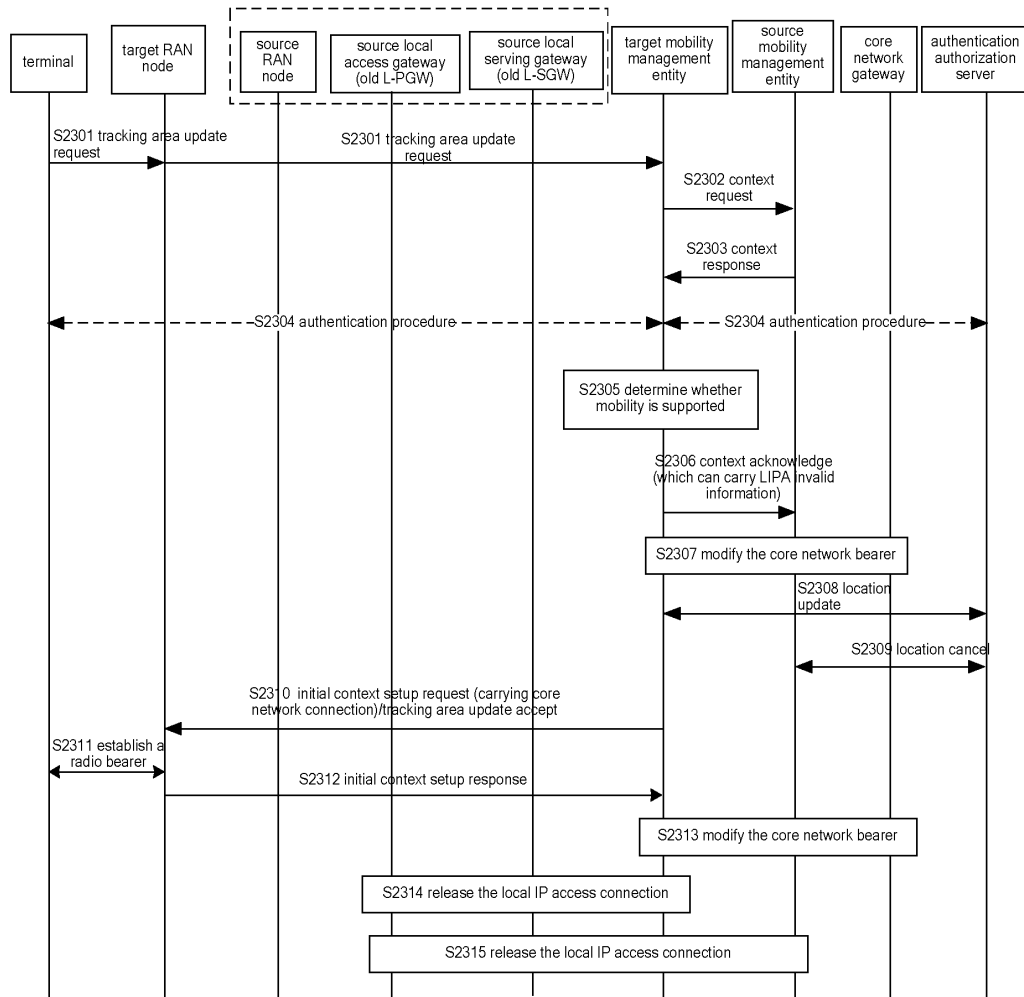 terminal
target RAN
node
source
RAN
node
source local
access gateway
(old L-PGW)
source local
serving gateway
(old L-SGW)
target mobility
management
entity
source
mobility
management
entity
core
network
gateway
authentication
authorization
server
S2301 tracking area update
request
S2301 tracking area update
request
S2302 context
request
S2303 context
response
S2304 authentication procedure
S2304 authentication procedure
S2305 determine whether
mobility is supported
S2306 context acknowledge
(which can carry LIPA invalid
information)
S2307 modify the core network bearer
S2308 location
update
S2309 location cancel
S2310 initial context setup request (carrying core
network connection)/tracking area update accept
S2311 establish a
radio bearer
S2312 initial context setup response
S2313 modify the core network bearer
S2314 release the local IP access connection
S2315 release the local IP access connection